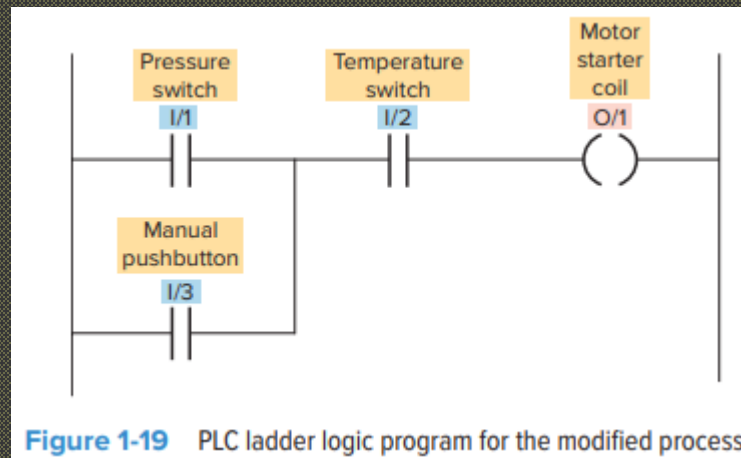 Motor
starter
coil
O/1
Pressure
switch
I/1
Temperature
switch
I/2
Manual
pushbutton
I/3
Figure 1-19 PLC ladder logic program for the modified process